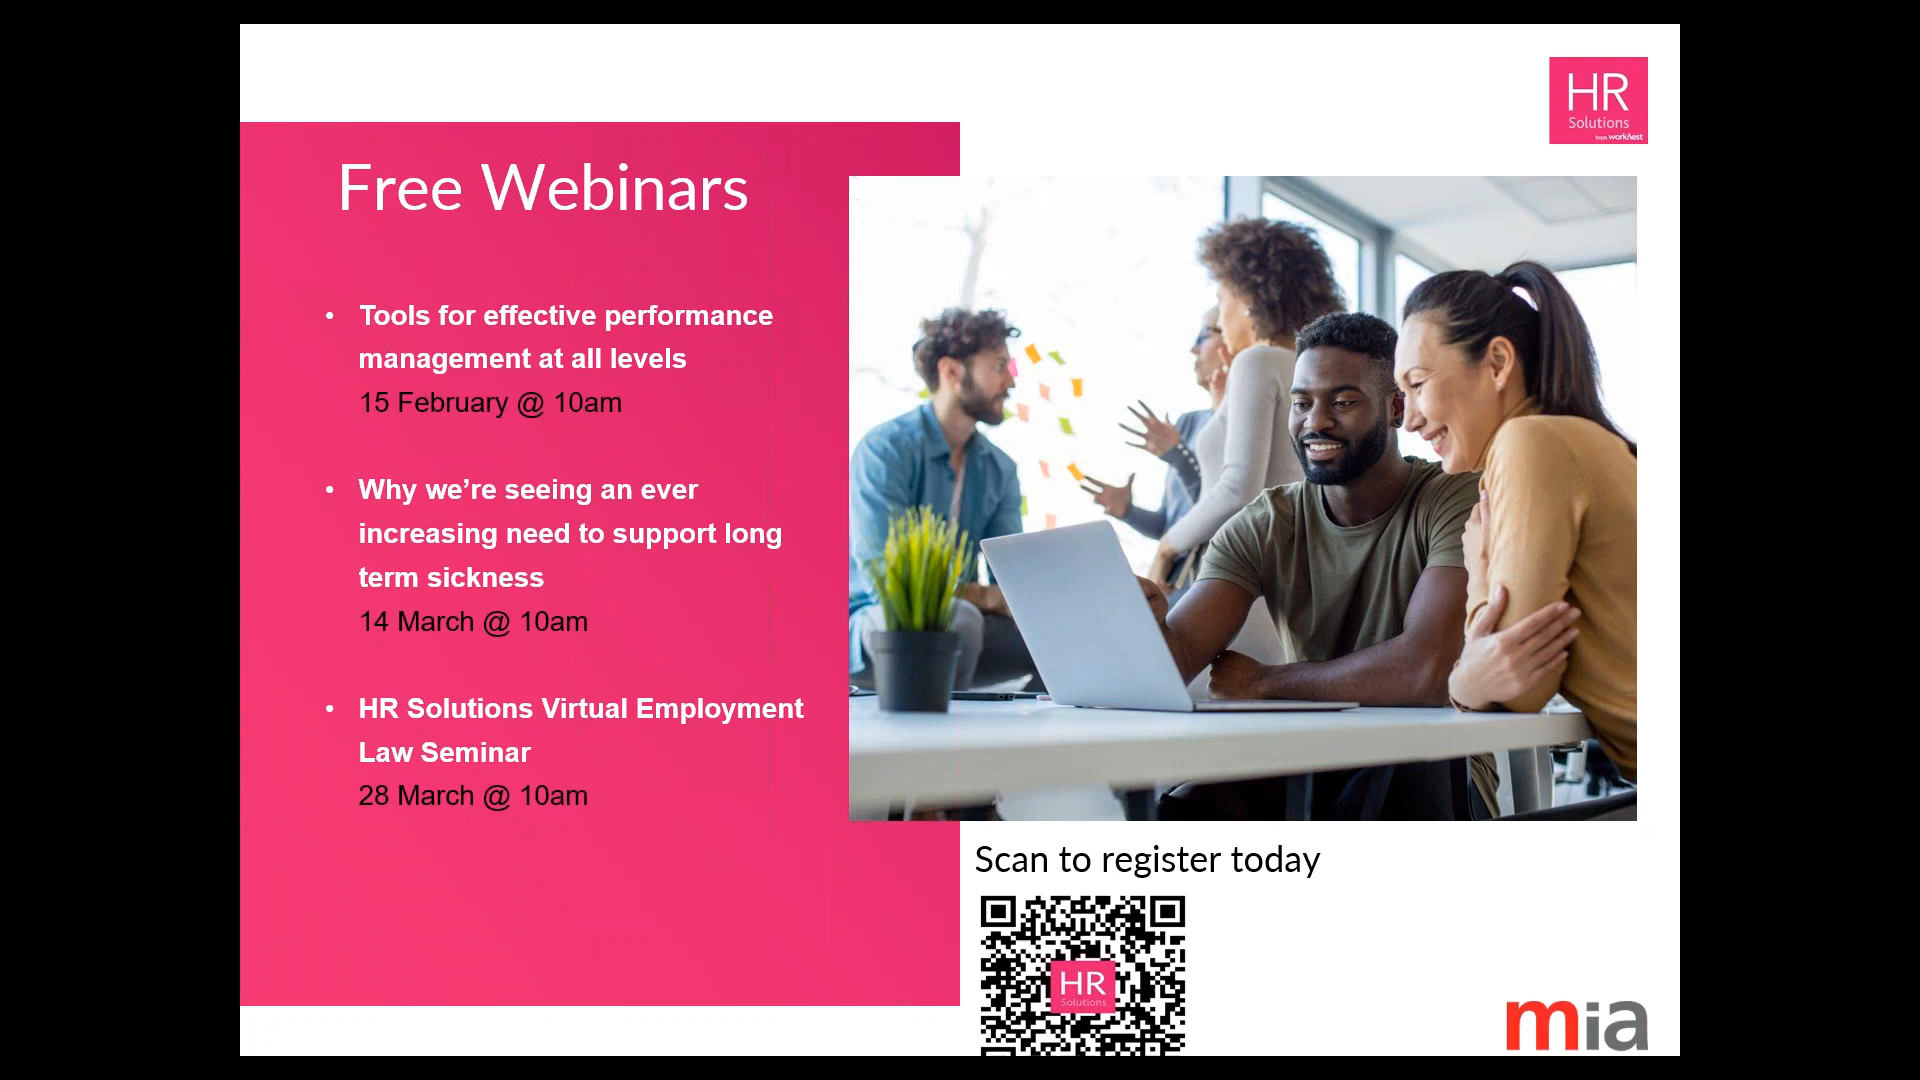 HR
Solutions
from worknest
Free Webinars
• Tools for effective performance
management at all levels
15 February @ 10am
• Why we’re seeing an ever
increasing need to support long
term sickness
14 March @ 10am
• HR Solutions Virtual Employment
Law Seminar
28 March @ 10am
Scan to register today
HR
Solutions
mia